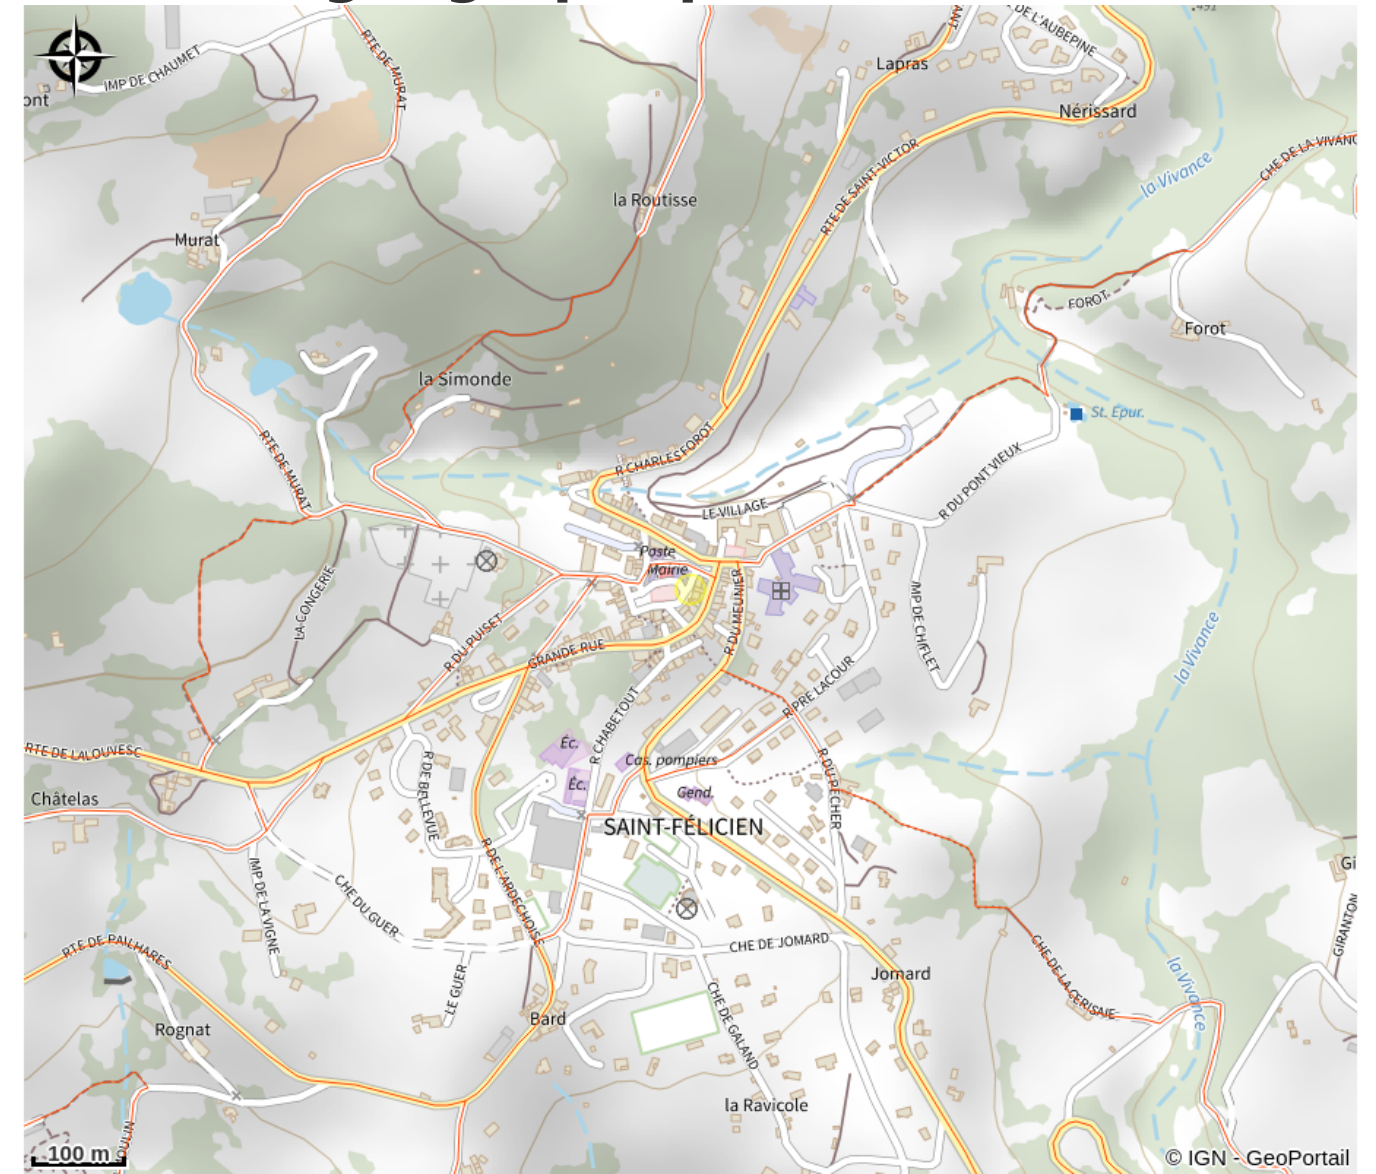 IMP DE CHAUMET
RTE DE MURAT
Lapras
DE L'AUBEPINE
Nérissard
la Vivance
CHE DE LA VIVANC
RTE DE SAINT-VICTOR
la Routisse
Murat
FOROT
Forot
la Simonde
St. Epur.
RTE DE MURAT
R CHARLES FOROT
R DU PONT VIEUX
LE VILLAGE
Poste
Mairie
LA CONGERIE
R DU MEUNIER
IMP DE CHIFLET
R DU PUISET
GRANDE RUE
la Vivance
R PRE LACOUR
R CHABETOUT
RTE DE LALOUVESC
Éc.
Cas. pompiers
Éc.
Gend.
R DE BELLEVUE
R DU PECHER
Châtelas
SAINT-FÉLICIEN
IMP DE LA VIGNE
CHE DU GUER
R DE L'ARDECHOISE
GIRANTON
RTE DE PAILHARES
CHE DE JOMARD
Jomard
CHE DE LA CERISAIE
la Vivance
LE GUER
CHE DE GALAND
Bard
Rognat
la Ravicole
100 m
© IGN - GeoPortail